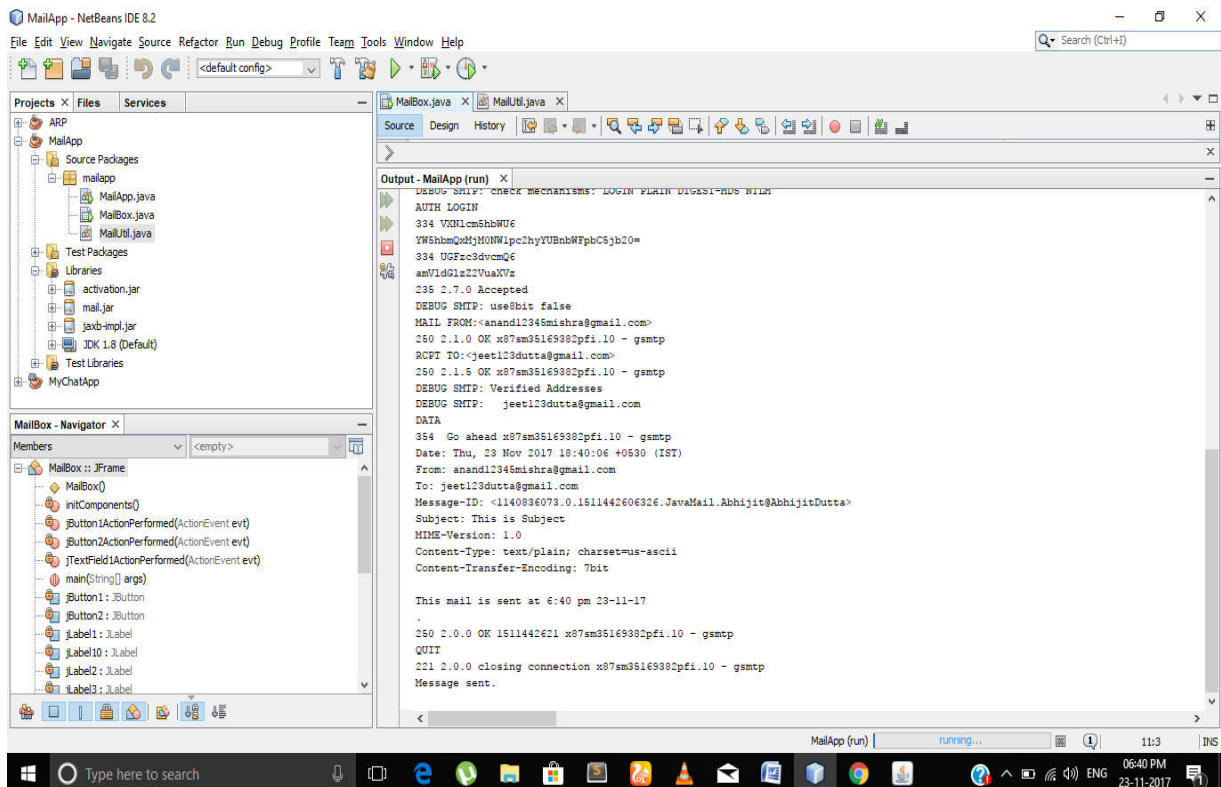 MailApp - NetBeans IDE 8.2
File Edit View Navigate Source Refactor Run Debug Profile Team Tools Window Help
Search (Ctrl+I)
<default config>
Projects Files Services
ARP
MailApp
Source Packages
mailapp
MailApp.java
MailBox.java
MailUtil.java
Test Packages
Libraries
activation.jar
mail.jar
jaxb-impl.jar
JDK 1.8 (Default)
Test Libraries
MyChatApp
MailBox - Navigator
Members <empty>
MailBox :: JFrame
MailBox()
initComponents()
jButton1ActionPerformed(ActionEvent evt)
jButton2ActionPerformed(ActionEvent evt)
jTextField1ActionPerformed(ActionEvent evt)
main(String[] args)
jButton1 : JButton
jButton2 : JButton
jLabel1 : JLabel
jLabel10 : JLabel
jLabel2 : JLabel
jLabel3 : JLabel
MailBox.java MailUtil.java
Source Design History
Output - MailApp (run)
DEBUG SMTP: check mechanisms: LOGIN PLAIN DIGEST-MD5 NTLM
AUTH LOGIN
334 VXNlcm5hbWU6
YW5hbmQxMjM0NW1pc2hyYUBnbWFpbC5jb20=
334 UGFzc3dvcmQ6
amVldGlzZ2VuaXVz
235 2.7.0 Accepted
DEBUG SMTP: use8bit false
MAIL FROM:<anand12345mishra@gmail.com>
250 2.1.0 OK x87sm35169382pfi.10 - gsmtp
RCPT TO:<jeet123dutta@gmail.com>
250 2.1.5 OK x87sm35169382pfi.10 - gsmtp
DEBUG SMTP: Verified Addresses
DEBUG SMTP:   jeet123dutta@gmail.com
DATA
354  Go ahead x87sm35169382pfi.10 - gsmtp
Date: Thu, 23 Nov 2017 18:40:06 +0530 (IST)
From: anand12345mishra@gmail.com
To: jeet123dutta@gmail.com
Message-ID: <1140836073.0.1511442606326.JavaMail.Abhijit@AbhijitDutta>
Subject: This is Subject
MIME-Version: 1.0
Content-Type: text/plain; charset=us-ascii
Content-Transfer-Encoding: 7bit
This mail is sent at 6:40 pm 23-11-17
.
250 2.0.0 OK 1511442621 x87sm35169382pfi.10 - gsmtp
QUIT
221 2.0.0 closing connection x87sm35169382pfi.10 - gsmtp
Message sent.
MailApp (run) running... 1 11:3 INS
Type here to search
ENG
06:40 PM
23-11-2017